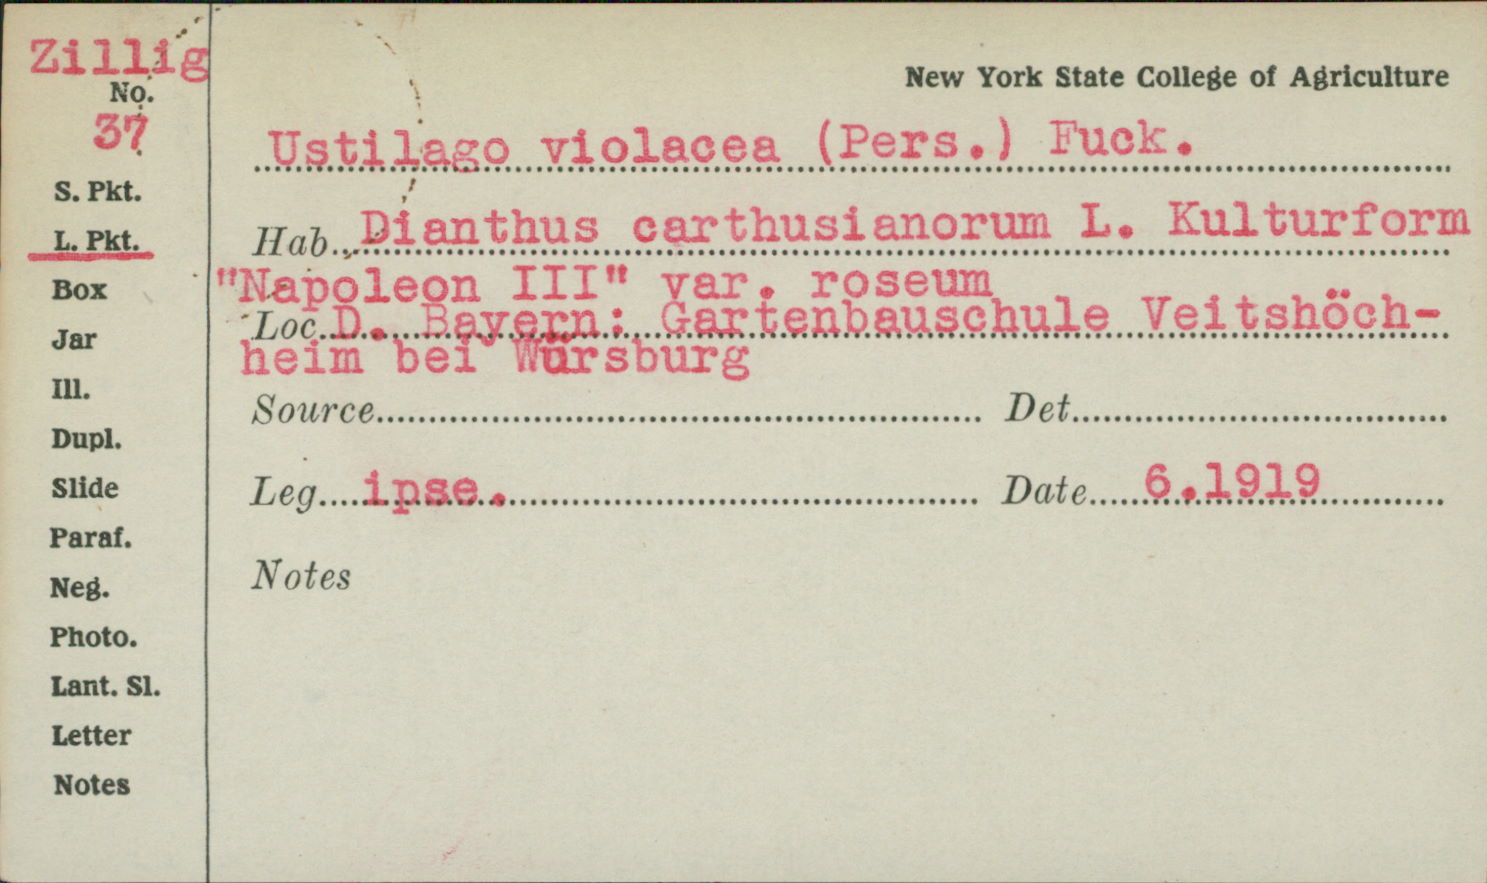 Zillig
No.
37
S. Pkt.
L. Pkt.
Box
Jar
Ill.
Dupl.
Slide
Paraf.
Neg.
Photo.
Lant. Sl.
Letter
Notes
New York State College of Agriculture
Ustilago violacea (Pers.) Fuck.
Hab. Dianthus carthusianorum L. Kulturform
"Napoleon III" var. roseum
Loc. D. Bayern: Gartenbauschule Veitshöch-
heim bei Würsburg
Source Det.
Leg. ipse. Date 6.1919
Notes